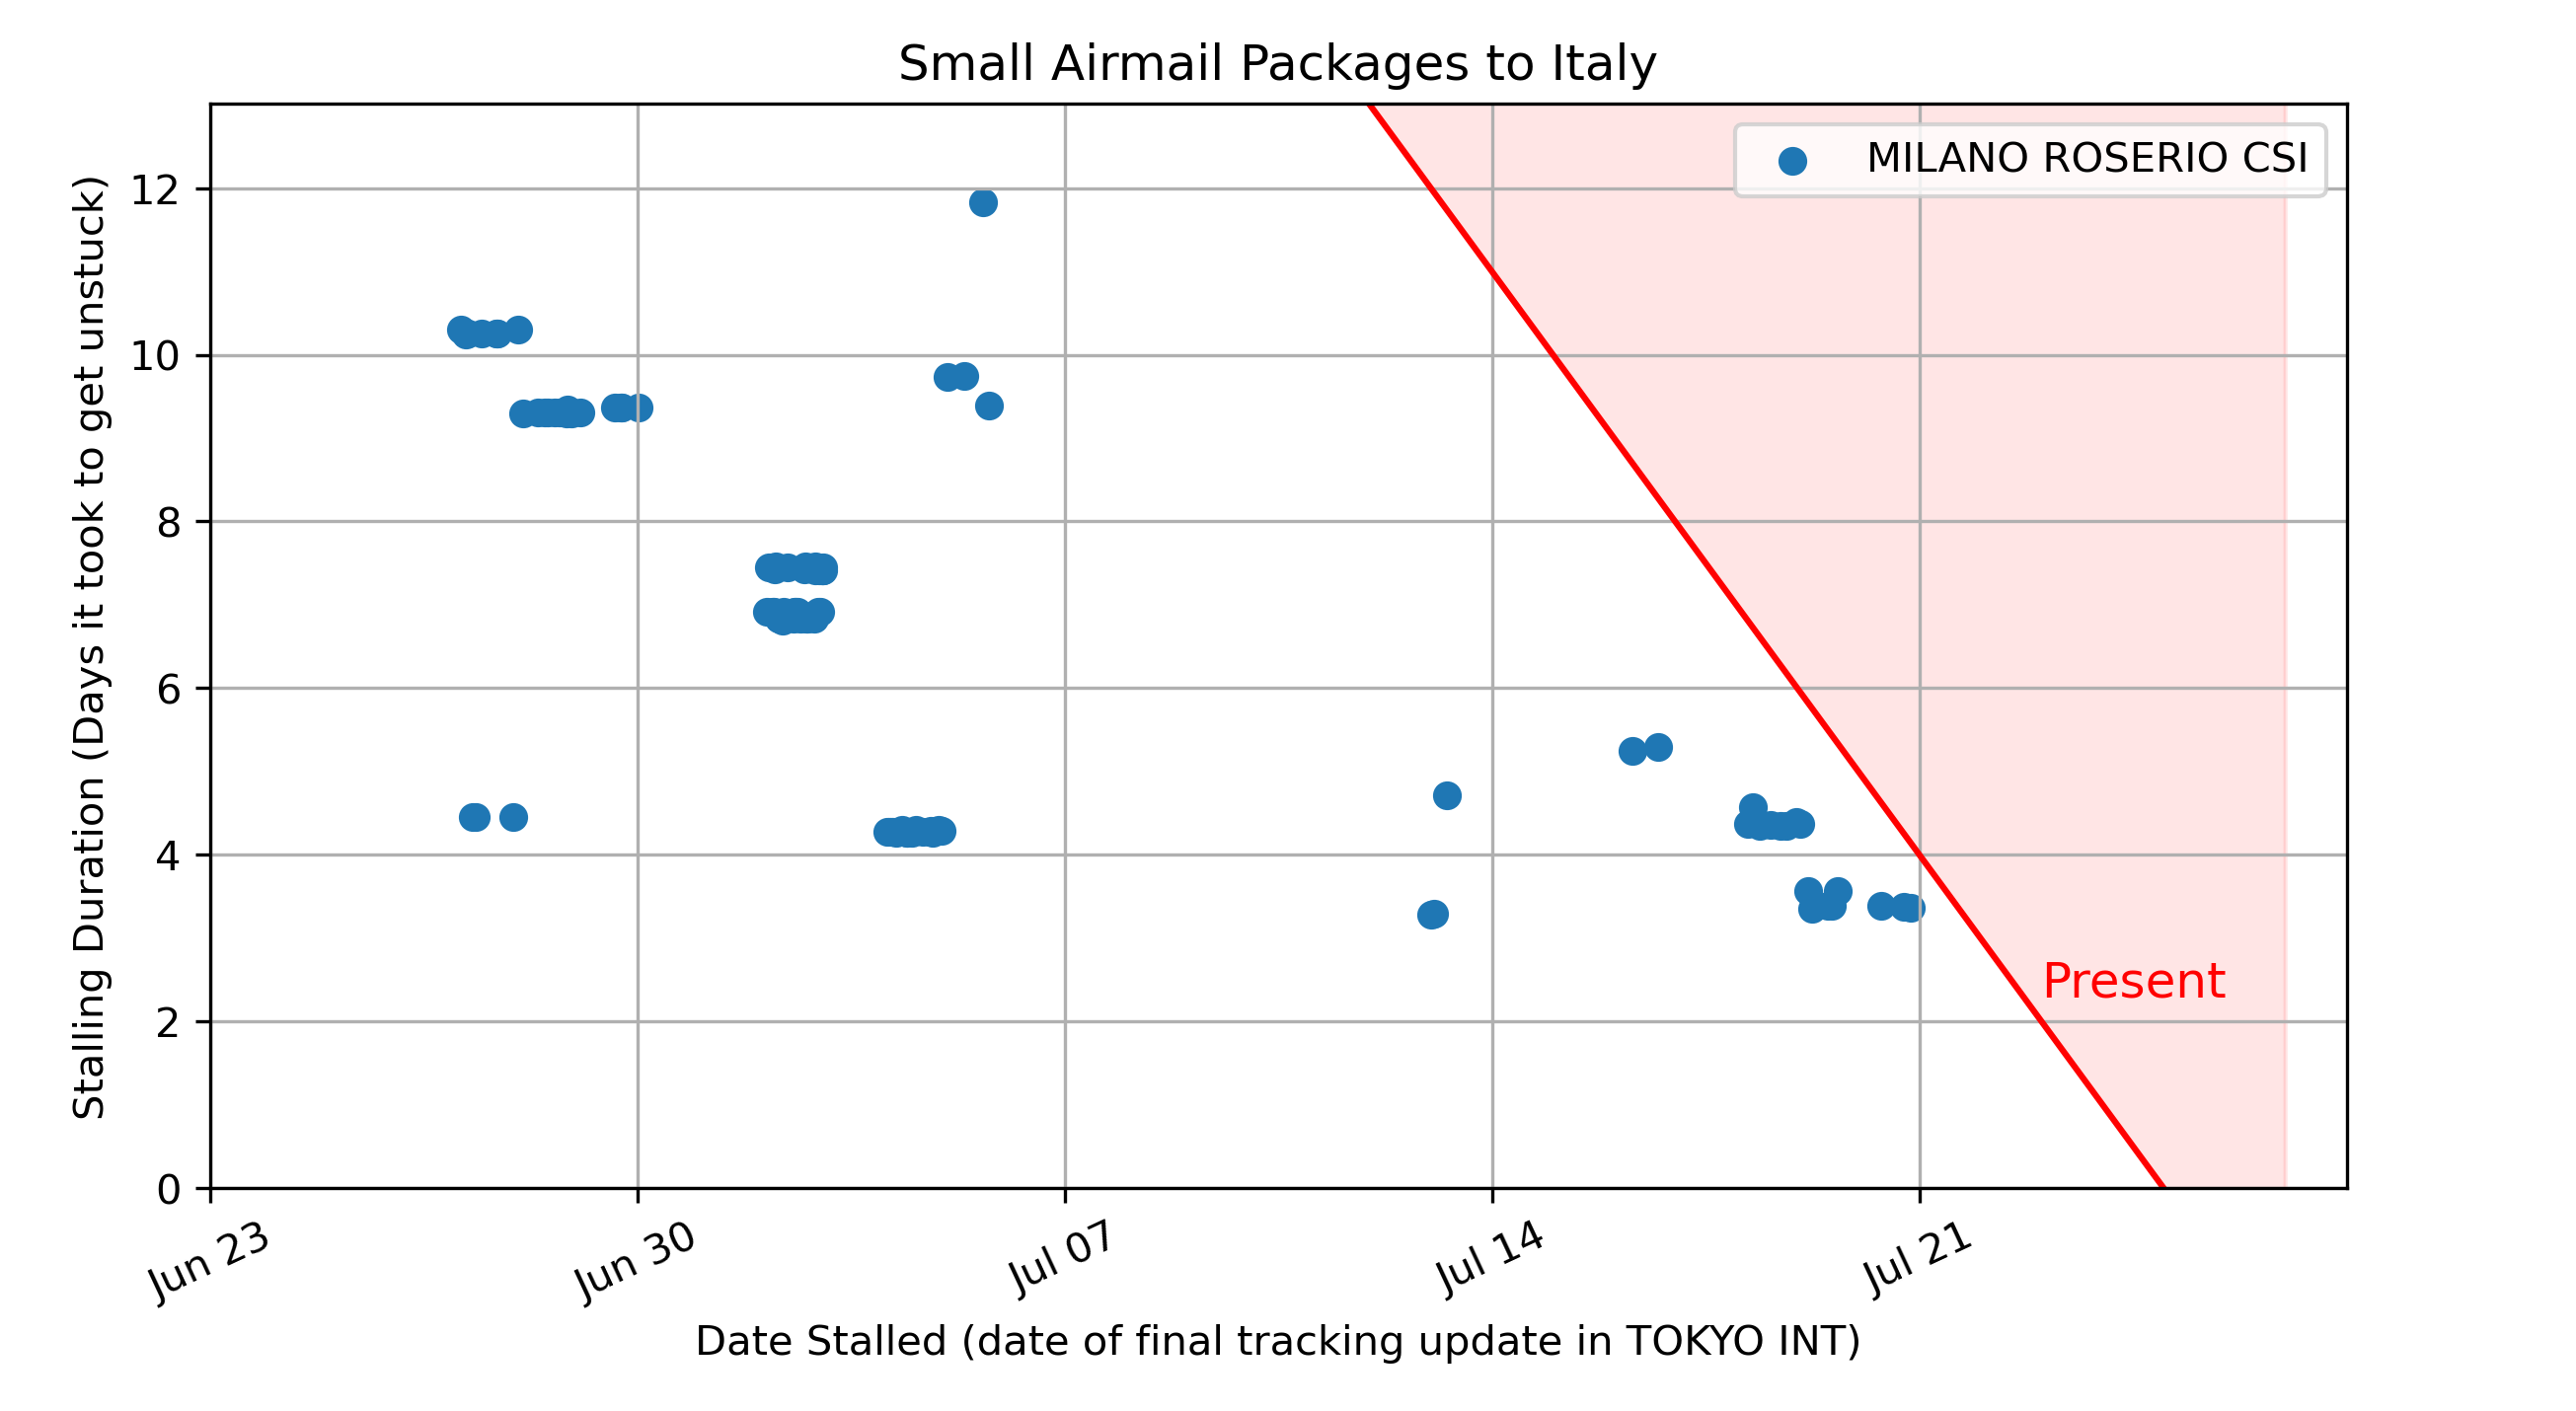 Small Airmail Packages to Italy
MILANO ROSERIO CSI
Stalling Duration (Days it took to get unstuck)
12
10
8
6
4
2
0
Present
Jun 23
Jun 30
Jul 07
Jul 14
Jul 21
Date Stalled (date of final tracking update in TOKYO INT)